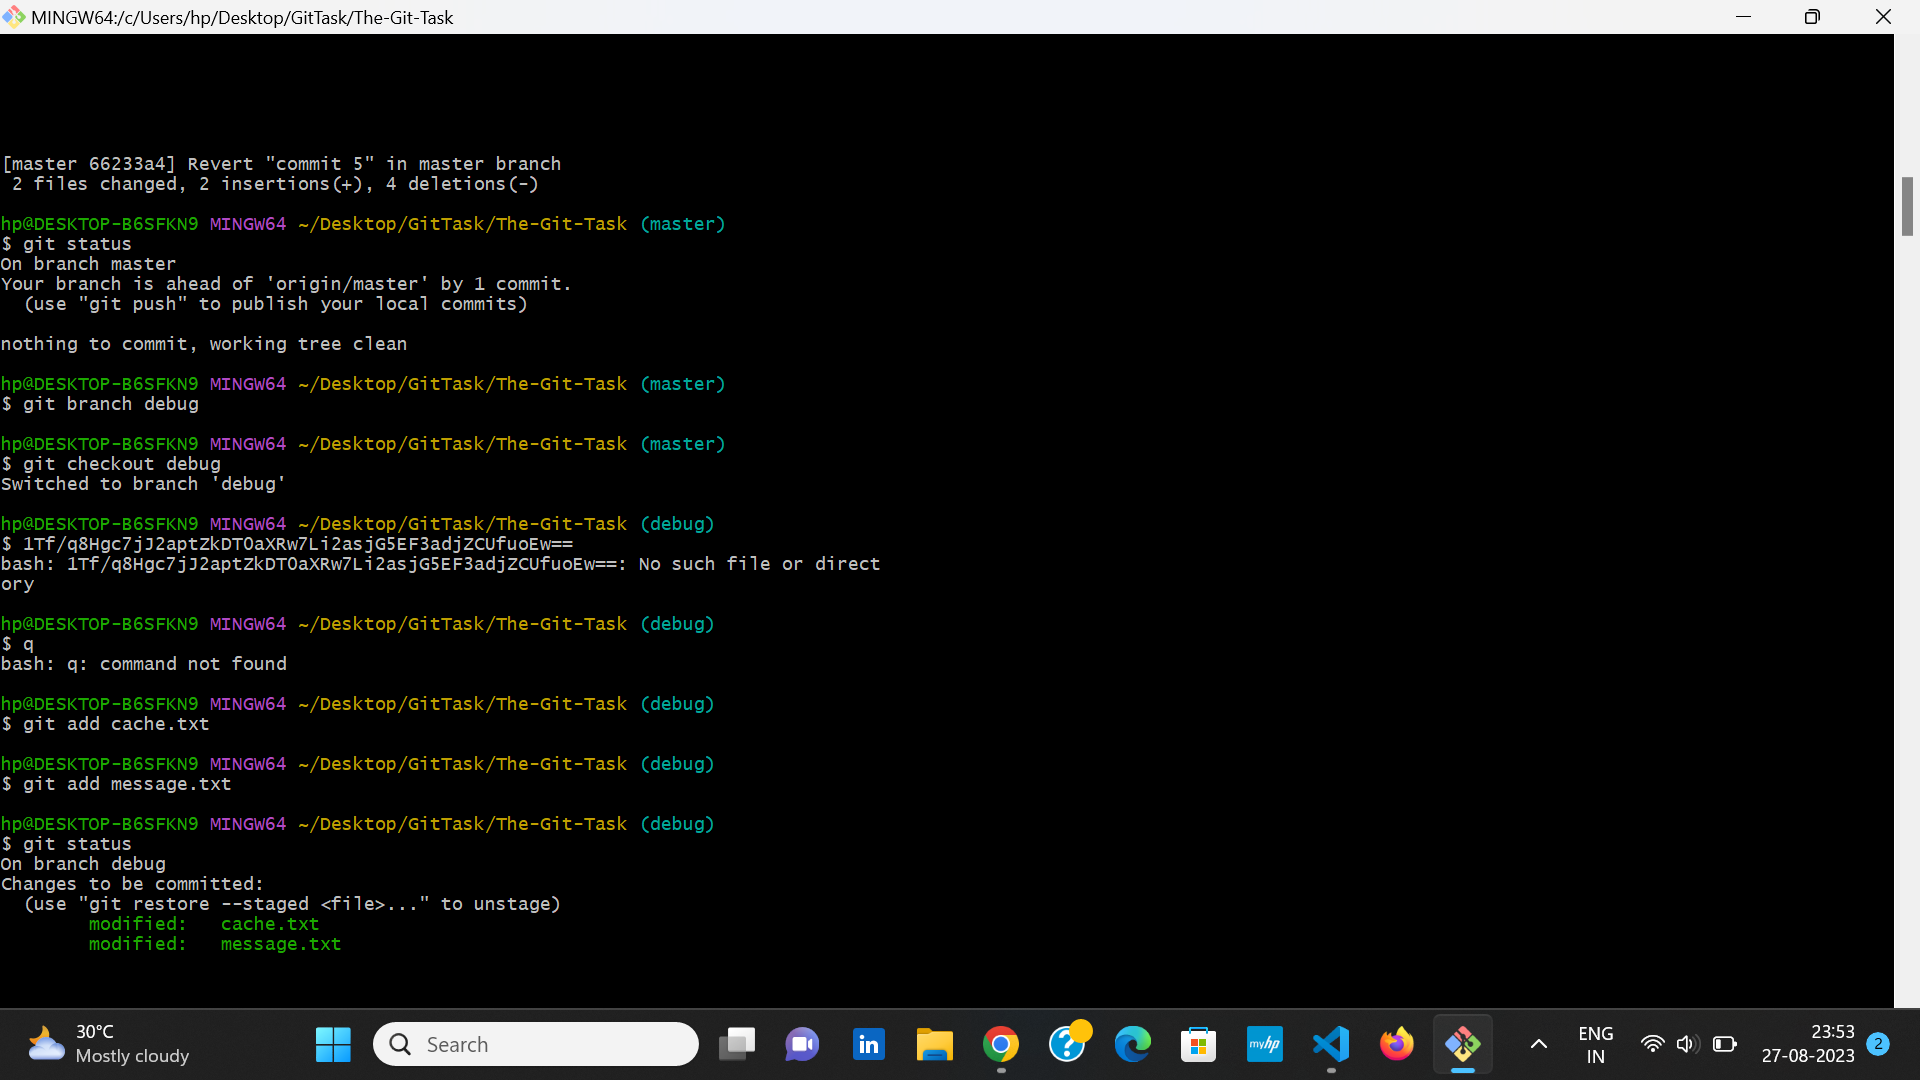 MINGW64:/c/Users/hp/Desktop/GitTask/The-Git-Task
[master 66233a4] Revert "commit 5" in master branch
 2 files changed, 2 insertions(+), 4 deletions(-)
hp@DESKTOP-B6SFKN9 MINGW64 ~/Desktop/GitTask/The-Git-Task (master)
$ git status
On branch master
Your branch is ahead of 'origin/master' by 1 commit.
  (use "git push" to publish your local commits)
nothing to commit, working tree clean
hp@DESKTOP-B6SFKN9 MINGW64 ~/Desktop/GitTask/The-Git-Task (master)
$ git branch debug
hp@DESKTOP-B6SFKN9 MINGW64 ~/Desktop/GitTask/The-Git-Task (master)
$ git checkout debug
Switched to branch 'debug'
hp@DESKTOP-B6SFKN9 MINGW64 ~/Desktop/GitTask/The-Git-Task (debug)
$ 1Tf/q8Hgc7jJ2aptZkDTOaXRw7Li2asjG5EF3adjZCUfuoEw==
bash: 1Tf/q8Hgc7jJ2aptZkDTOaXRw7Li2asjG5EF3adjZCUfuoEw==: No such file or direct
ory
hp@DESKTOP-B6SFKN9 MINGW64 ~/Desktop/GitTask/The-Git-Task (debug)
$ q
bash: q: command not found
hp@DESKTOP-B6SFKN9 MINGW64 ~/Desktop/GitTask/The-Git-Task (debug)
$ git add cache.txt
hp@DESKTOP-B6SFKN9 MINGW64 ~/Desktop/GitTask/The-Git-Task (debug)
$ git add message.txt
hp@DESKTOP-B6SFKN9 MINGW64 ~/Desktop/GitTask/The-Git-Task (debug)
$ git status
On branch debug
Changes to be committed:
  (use "git restore --staged <file>..." to unstage)
        modified:   cache.txt
        modified:   message.txt
30°C
Mostly cloudy
Search
in
?
myhp
ENG
IN
23:53
27-08-2023
2